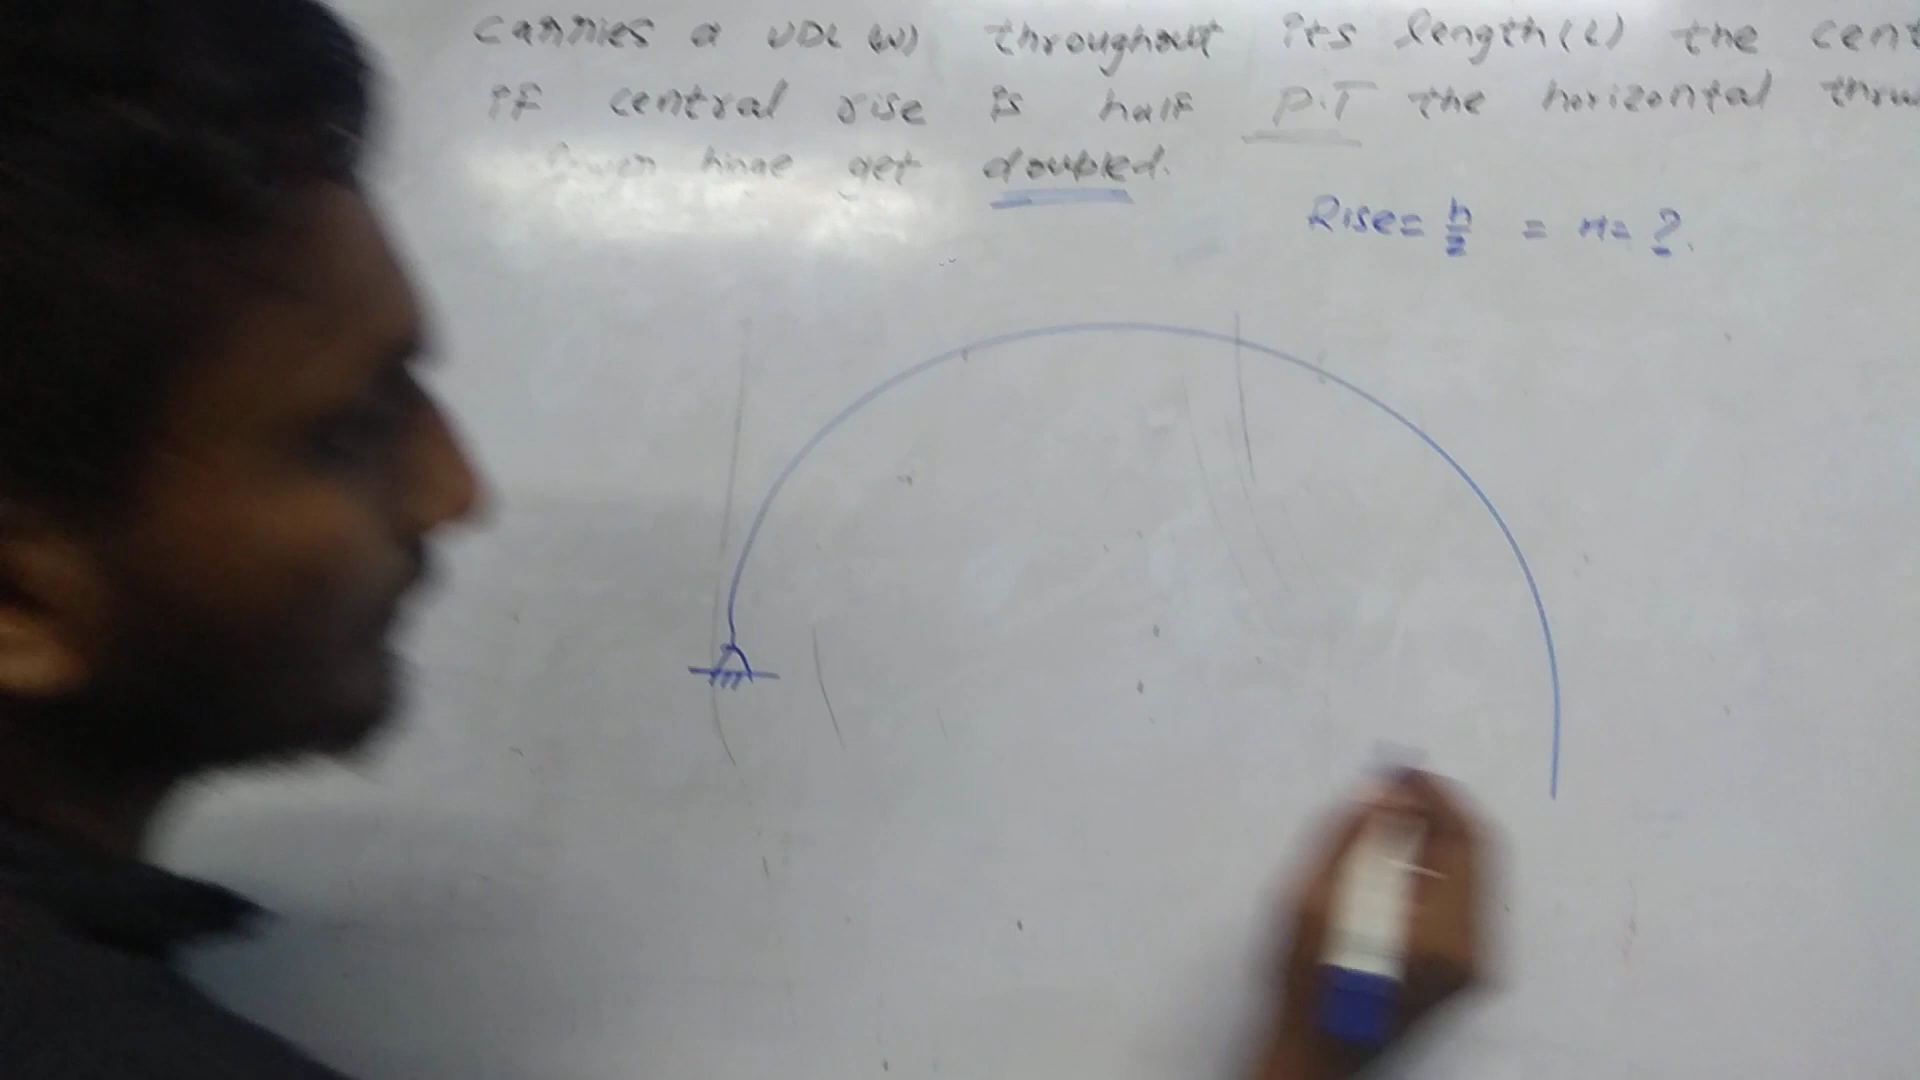 carries a UDL (W) throughout its length (L) the cent
if central rise is half P.T the horizontal thru
hinge get doubled.
Rise = h/2 = H = ?.